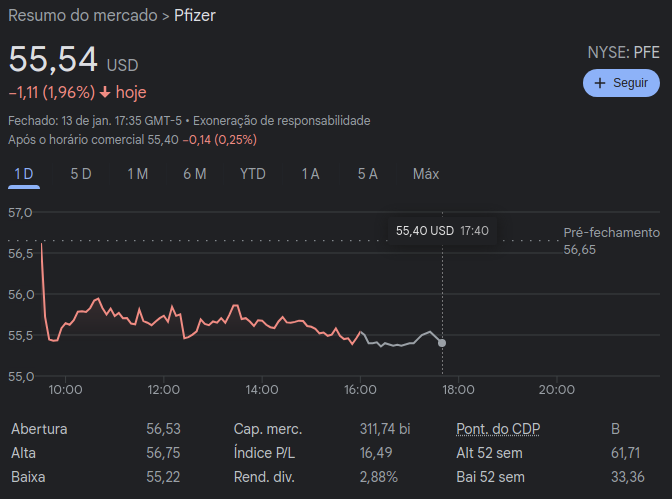 Resumo do mercado > Pfizer
55,54 USD
NYSE: PFE
−1,11 (1,96%) ↓ hoje
+ Seguir
Fechado: 13 de jan. 17:35 GMT-5 • Exoneração de responsabilidade
Após o horário comercial 55,40 −0,14 (0,25%)
1 D 5 D 1 M 6 M YTD 1 A 5 A Máx
57,0
55,40 USD 17:40
Pré-fechamento
56,65
56,5
56,0
55,5
55,0
10:00 12:00 14:00 16:00 18:00 20:00
Abertura 56,53 Cap. merc. 311,74 bi Pont. do CDP B
Alta 56,75 Índice P/L 16,49 Alt 52 sem 61,71
Baixa 55,22 Rend. div. 2,88% Bai 52 sem 33,36